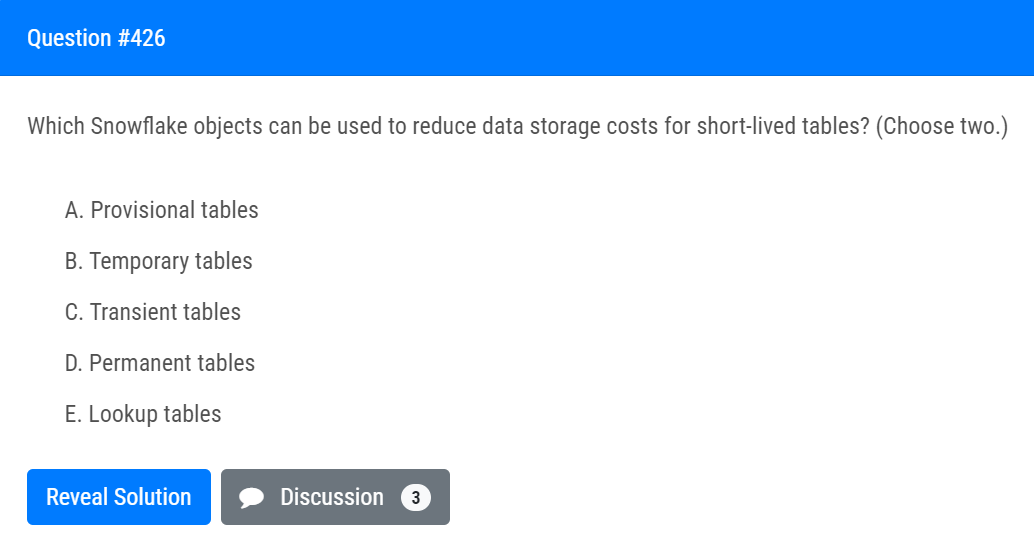 Question #426
Which Snowflake objects can be used to reduce data storage costs for short-lived tables? (Choose two.)
A. Provisional tables
B. Temporary tables
C. Transient tables
D. Permanent tables
E. Lookup tables
Reveal Solution
Discussion 3